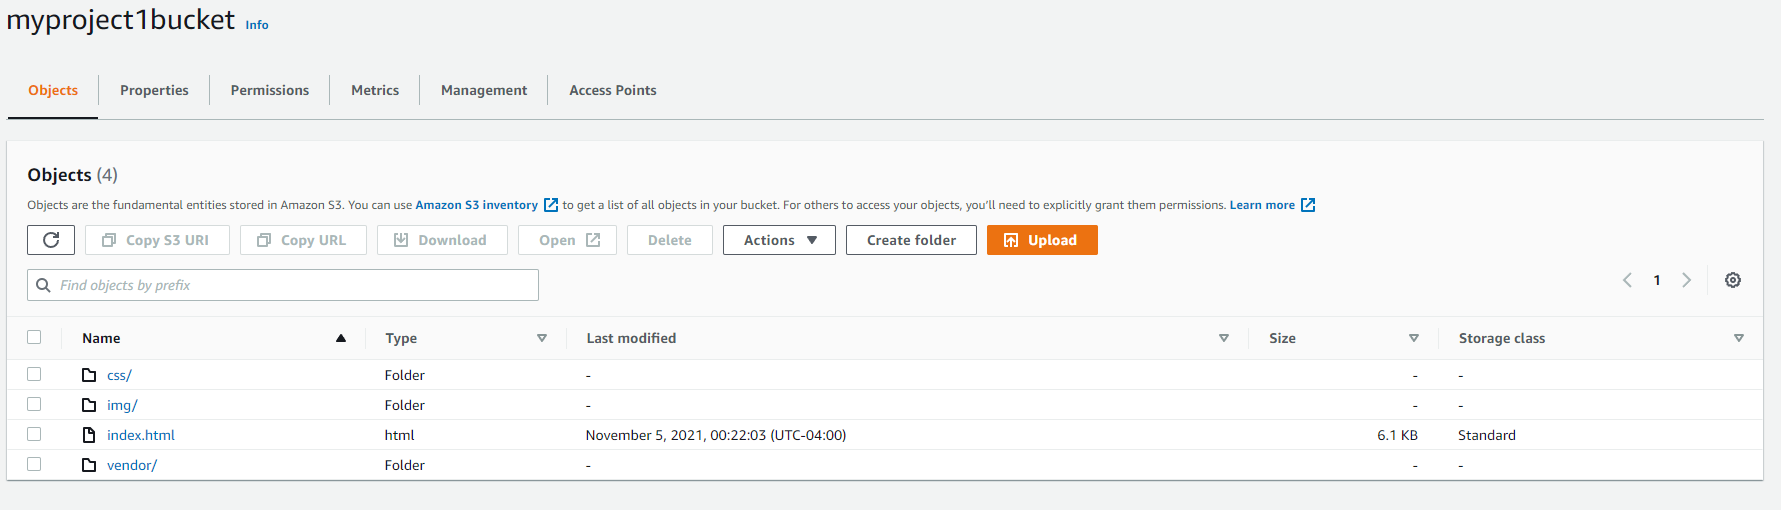 myproject1bucket Info
Objects Properties Permissions Metrics Management Access Points
Objects (4)
Objects are the fundamental entities stored in Amazon S3. You can use Amazon S3 inventory to get a list of all objects in your bucket. For others to access your objects, you'll need to explicitly grant them permissions. Learn more
Copy S3 URI Copy URL Download Open Delete Actions Create folder Upload
Find objects by prefix 1
Name Type Last modified Size Storage class
css/ Folder - - -
img/ Folder - - -
index.html html November 5, 2021, 00:22:03 (UTC-04:00) 6.1 KB Standard
vendor/ Folder - - -